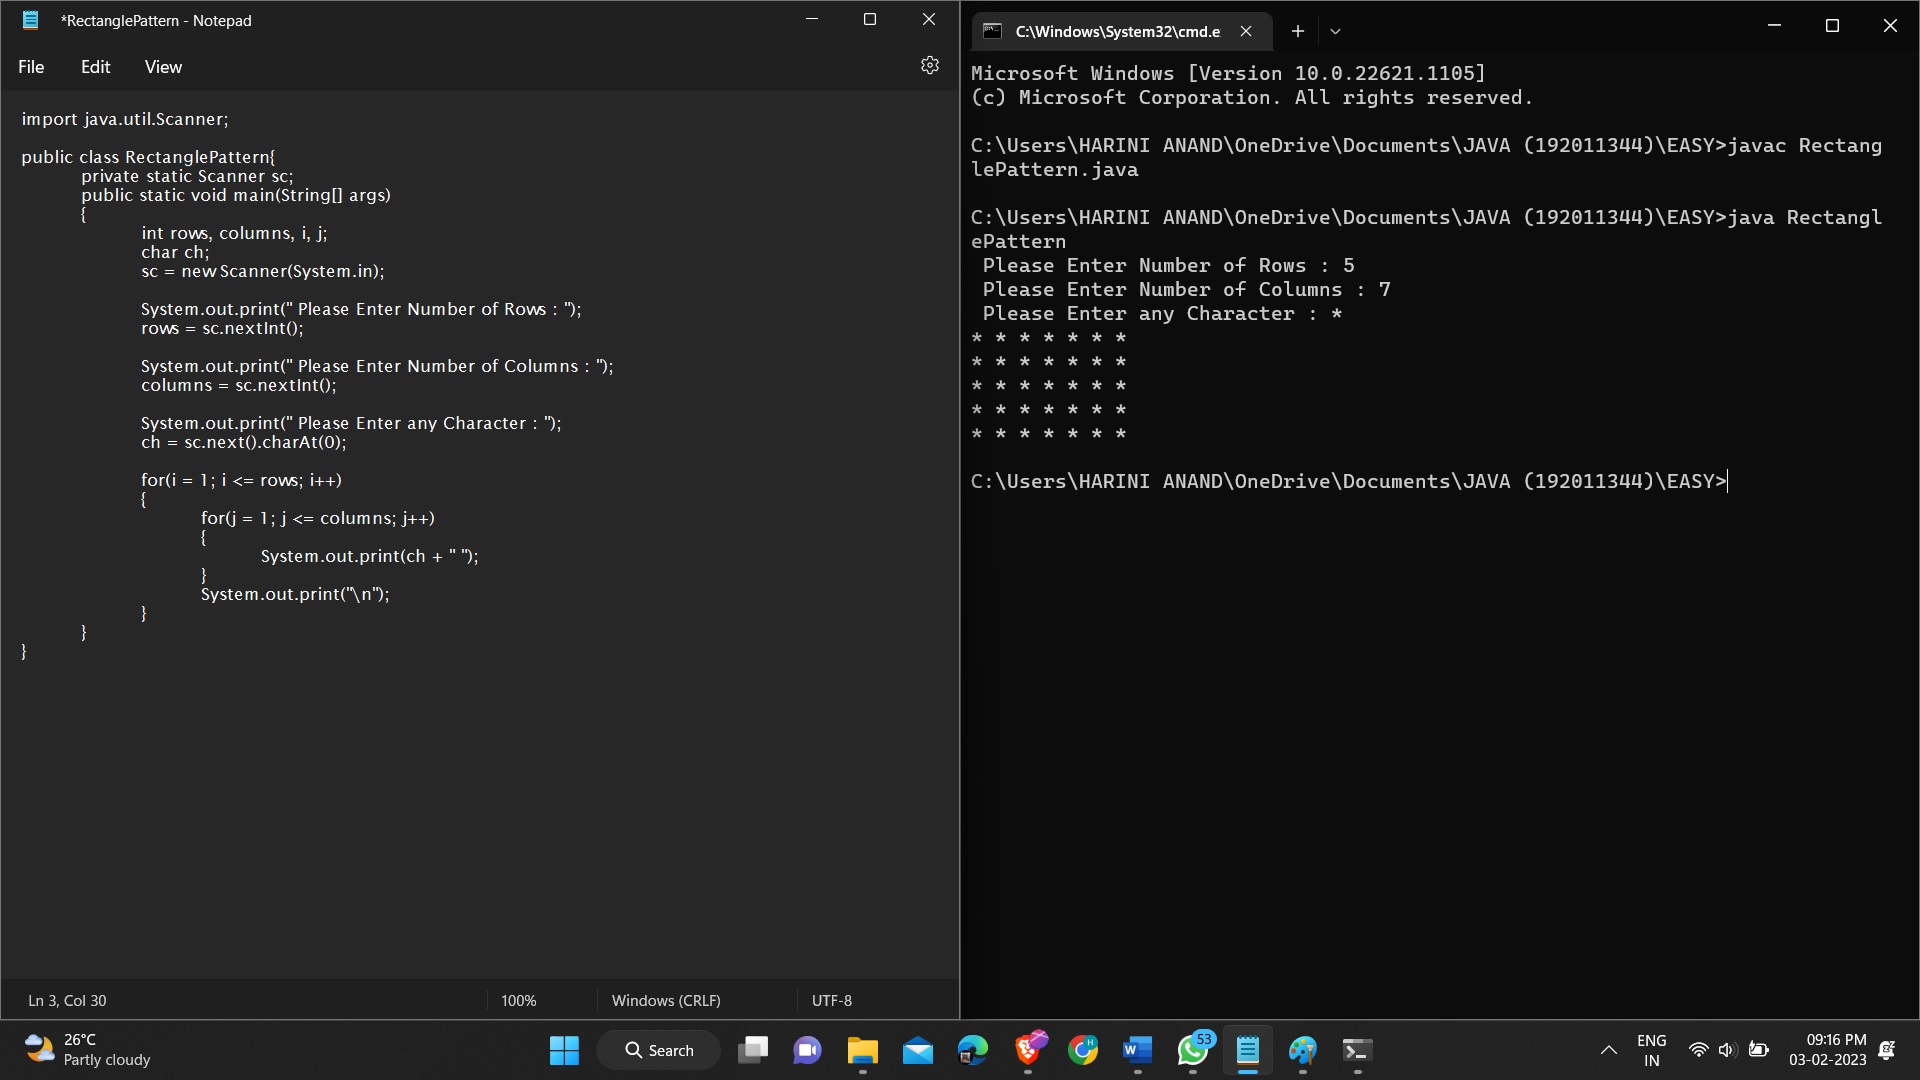 *RectanglePattern - Notepad
File Edit View
import java.util.Scanner;
public class RectanglePattern{
private static Scanner sc;
public static void main(String[] args)
{
int rows, columns, i, j;
char ch;
sc = new Scanner(System.in);
System.out.print(" Please Enter Number of Rows : ");
rows = sc.nextInt();
System.out.print(" Please Enter Number of Columns : ");
columns = sc.nextInt();
System.out.print(" Please Enter any Character : ");
ch = sc.next().charAt(0);
for(i = 1; i <= rows; i++)
{
for(j = 1; j <= columns; j++)
{
System.out.print(ch + " ");
}
System.out.print("\n");
}
}
}
Ln 3, Col 30 100% Windows (CRLF) UTF-8
C:\Windows\System32\cmd.e
Microsoft Windows [Version 10.0.22621.1105]
(c) Microsoft Corporation. All rights reserved.
C:\Users\HARINI ANAND\OneDrive\Documents\JAVA (192011344)\EASY>javac Rectang
lePattern.java
C:\Users\HARINI ANAND\OneDrive\Documents\JAVA (192011344)\EASY>java Rectangl
ePattern
Please Enter Number of Rows : 5
Please Enter Number of Columns : 7
Please Enter any Character : *
* * * * * * *
* * * * * * *
* * * * * * *
* * * * * * *
* * * * * * *
C:\Users\HARINI ANAND\OneDrive\Documents\JAVA (192011344)\EASY>
26°C
Partly cloudy
Search
53
ENG
IN
09:16 PM
03-02-2023